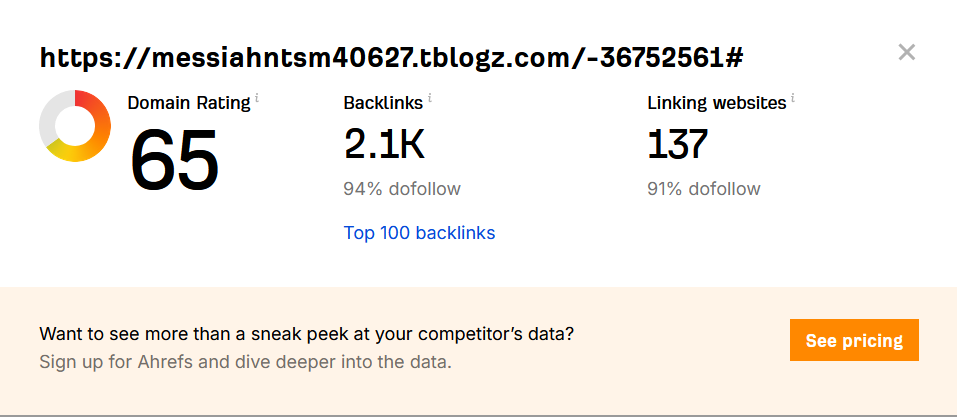 https://messiahntsm40627.tblogz.com/-36752561#
Domain Rating i
65
Backlinks i
2.1K
94% dofollow
Top 100 backlinks
Linking websites i
137
91% dofollow
Want to see more than a sneak peek at your competitor’s data?
Sign up for Ahrefs and dive deeper into the data.
See pricing